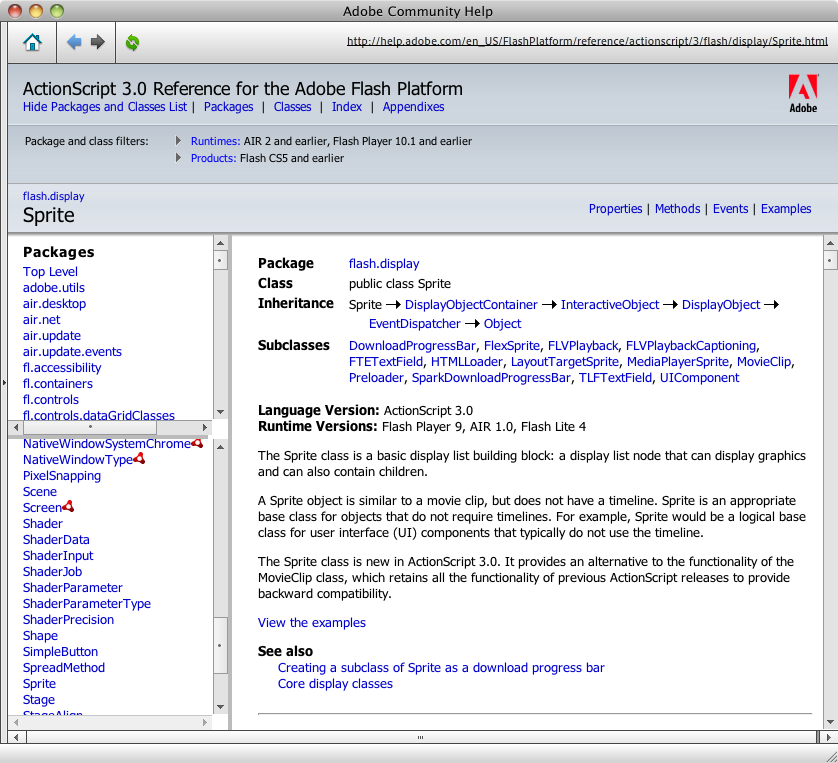 Adobe Community Help
http://help.adobe.com/en_US/FlashPlatform/reference/actionscript/3/flash/display/Sprite.html
ActionScript 3.0 Reference for the Adobe Flash Platform
Hide Packages and Classes List | Packages | Classes | Index | Appendixes
Adobe
Package and class filters:
Runtimes: AIR 2 and earlier, Flash Player 10.1 and earlier
Products: Flash CS5 and earlier
flash.display
Sprite
Properties | Methods | Events | Examples
Packages
Top Level
adobe.utils
air.desktop
air.net
air.update
air.update.events
fl.accessibility
fl.containers
fl.controls
fl.controls.dataGridClasses
NativeWindowSystemChrome
NativeWindowType
PixelSnapping
Scene
Screen
Shader
ShaderData
ShaderInput
ShaderJob
ShaderParameter
ShaderParameterType
ShaderPrecision
Shape
SimpleButton
SpreadMethod
Sprite
Stage
StageAlign
Package flash.display
Class public class Sprite
Inheritance Sprite → DisplayObjectContainer → InteractiveObject → DisplayObject →
EventDispatcher → Object
Subclasses DownloadProgressBar, FlexSprite, FLVPlayback, FLVPlaybackCaptioning,
FTETextField, HTMLLoader, LayoutTargetSprite, MediaPlayerSprite, MovieClip,
Preloader, SparkDownloadProgressBar, TLFTextField, UIComponent
Language Version: ActionScript 3.0
Runtime Versions: Flash Player 9, AIR 1.0, Flash Lite 4
The Sprite class is a basic display list building block: a display list node that can display graphics
and can also contain children.
A Sprite object is similar to a movie clip, but does not have a timeline. Sprite is an appropriate
base class for objects that do not require timelines. For example, Sprite would be a logical base
class for user interface (UI) components that typically do not use the timeline.
The Sprite class is new in ActionScript 3.0. It provides an alternative to the functionality of the
MovieClip class, which retains all the functionality of previous ActionScript releases to provide
backward compatibility.
View the examples
See also
Creating a subclass of Sprite as a download progress bar
Core display classes